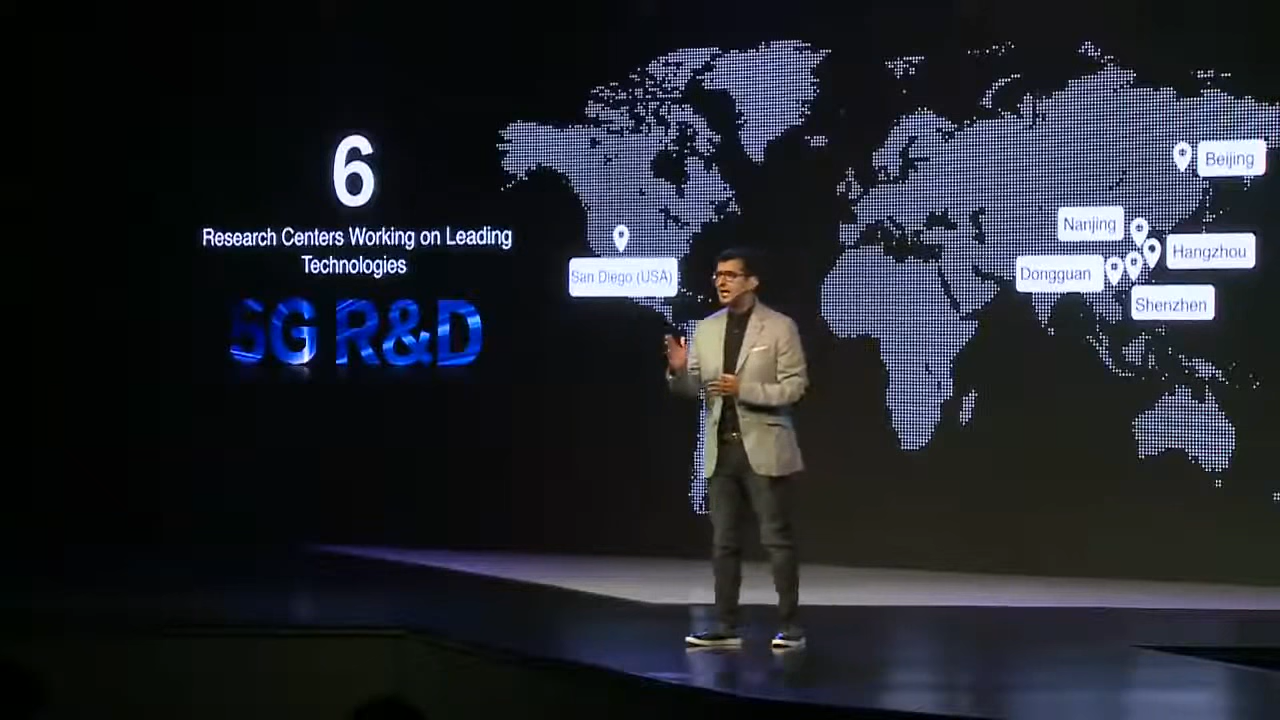 6
Research Centers Working on Leading
Technologies
5G R&D
San Diego (USA)
Beijing
Nanjing
Hangzhou
Dongguan
Shenzhen